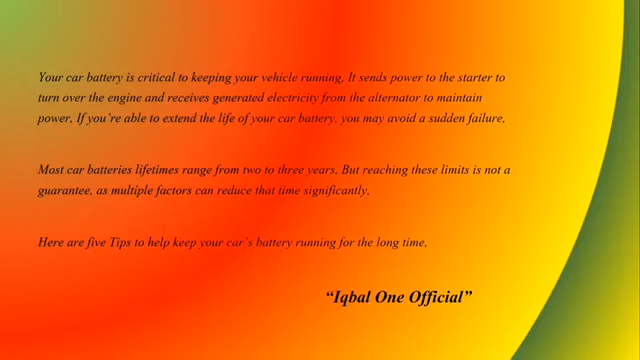 Your car battery is critical to keeping your vehicle running, It sends power to the starter to
turn over the engine and receives generated electricity from the alternator to maintain
power, If you're able to extend the life of your car battery, you may avoid a sudden failure,
Most car batteries lifetimes range from two to three years, But reaching these limits is not a
guarantee, as multiple factors can reduce that time significantly,
Here are five Tips to help keep your car's battery running for the long time,
“Iqbal One Official”